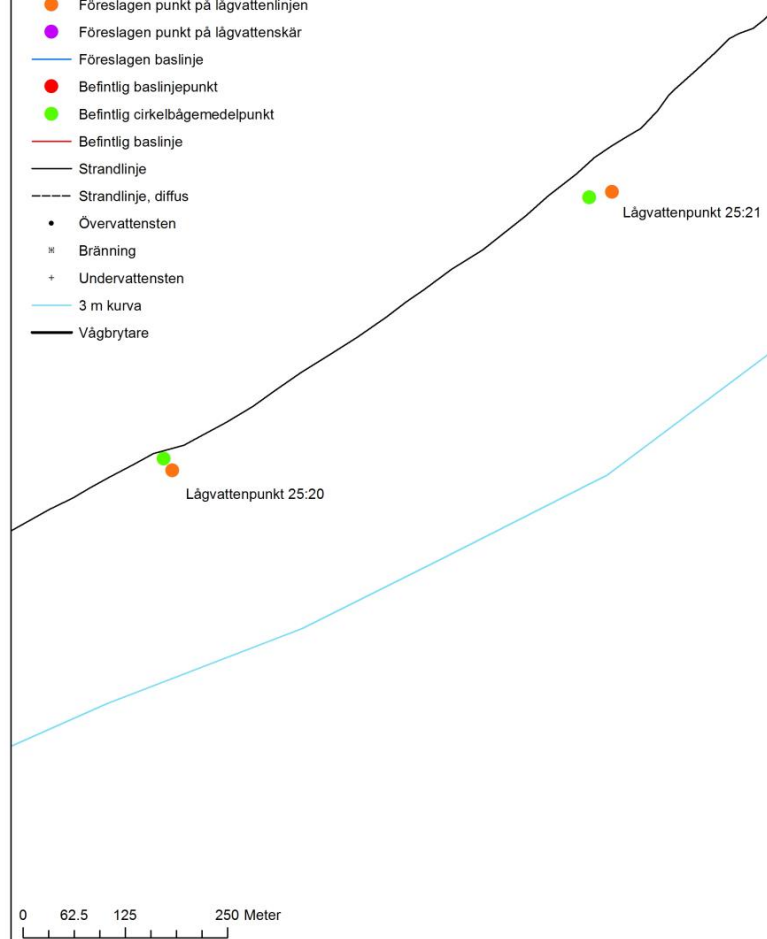 Föreslagen punkt på lågvattenlinjen
Föreslagen punkt på lågvattenskär
Föreslagen baslinje
Befintlig baslinjepunkt
Befintlig cirkelbågemedelpunkt
Befintlig baslinje
Strandlinje
Strandlinje, diffus
Övervattensten
Bränning
Undervattensten
3 m kurva
Vågbrytare
Lågvattenpunkt 25:21
Lågvattenpunkt 25:20
0 62.5 125 250 Meter